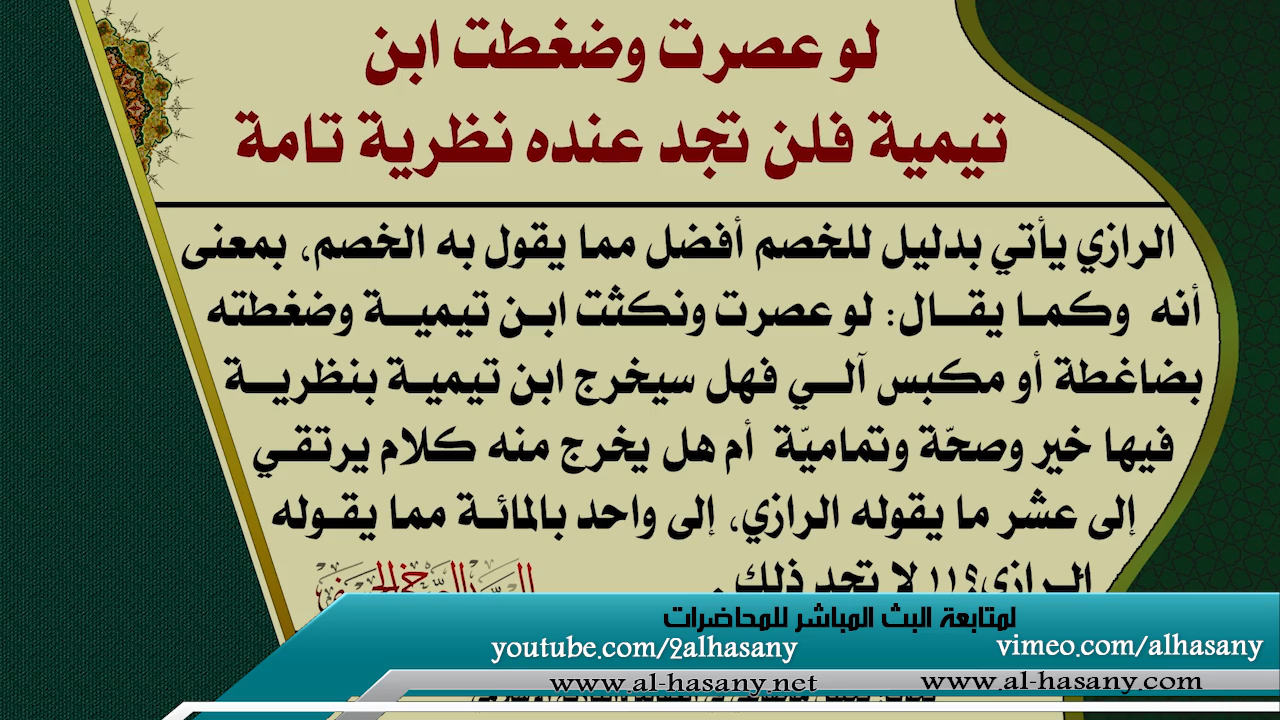 لو عصرت وضغطت ابن
تيمية فلن تجد عنده نظرية تامة
الرازي يأتي بدليل للخصم أفضل مما يقول به الخصم، بمعنى
أنه وكما يقال: لو عصرت ونكثت ابن تيمية وضغطته
بضاغطة أو مكبس آلي فهل سيخرج ابن تيمية بنظرية
فيها خير وصحّة وتماميّة أم هل يخرج منه كلام يرتقي
إلى عشر ما يقوله الرازي، إلى واحد بالمائة مما يقوله
الرازي؟!! لا تجد ذلك.
السيد الصرخي الحسني
لمتابعة البث المباشر للمحاضرات
youtube.com/2alhasany
vimeo.com/alhasany
www.al-hasany.net
www.al-hasany.com